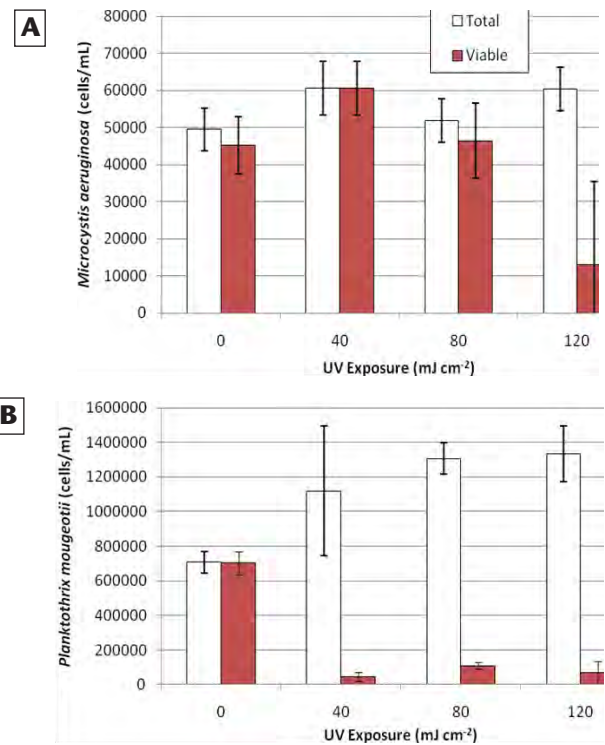 A
Total
Viable
80000
70000
60000
50000
40000
30000
20000
10000
0
Microcystis aeruginosa (cells/mL)
0 40 80 120
UV Exposure (mJ cm-2)
B
1600000
1400000
1200000
1000000
800000
600000
400000
200000
0
Planktothrix mougeotii (cells/mL)
0 40 80 120
UV Exposure (mJ cm-2)